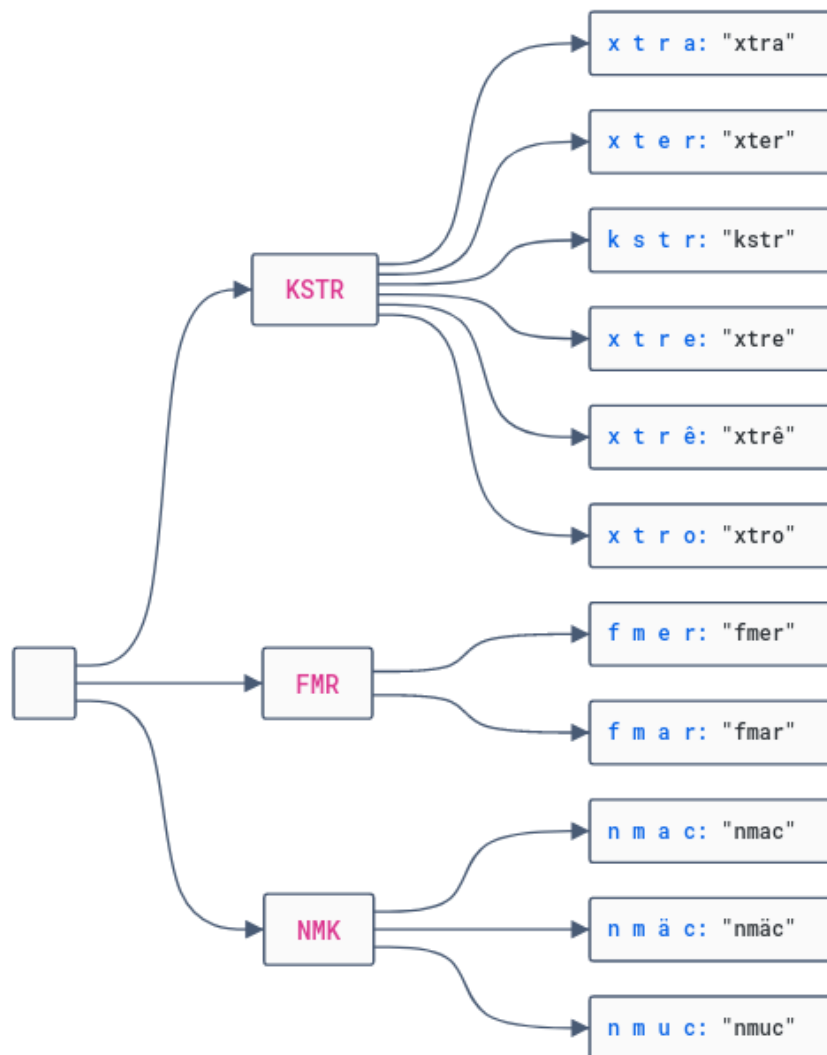 x t r a: "xtra"
x t e r: "xter"
k s t r: "kstr"
KSTR
x t r e: "xtre"
x t r ê: "xtrê"
x t r o: "xtro"
f m e r: "fmer"
FMR
f m a r: "fmar"
n m a c: "nmac"
NMK
n m ä c: "nmäc"
n m u c: "nmuc"